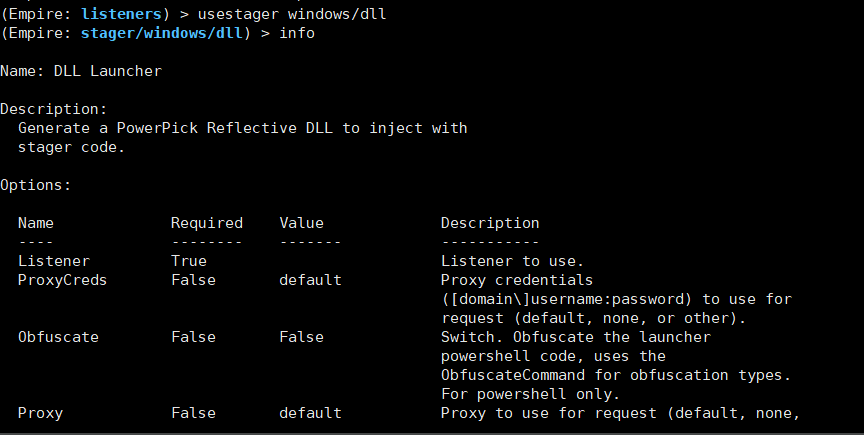 (Empire: listeners) > usestager windows/dll
(Empire: stager/windows/dll) > info
Name: DLL Launcher
Description:
Generate a PowerPick Reflective DLL to inject with
stager code.
Options:
Name Required Value Description
---- -------- ------- -----------
Listener True Listener to use.
ProxyCreds False default Proxy credentials
([domain\]username:password) to use for
request (default, none, or other).
Obfuscate False False Switch. Obfuscate the launcher
powershell code, uses the
ObfuscateCommand for obfuscation types.
For powershell only.
Proxy False default Proxy to use for request (default, none,